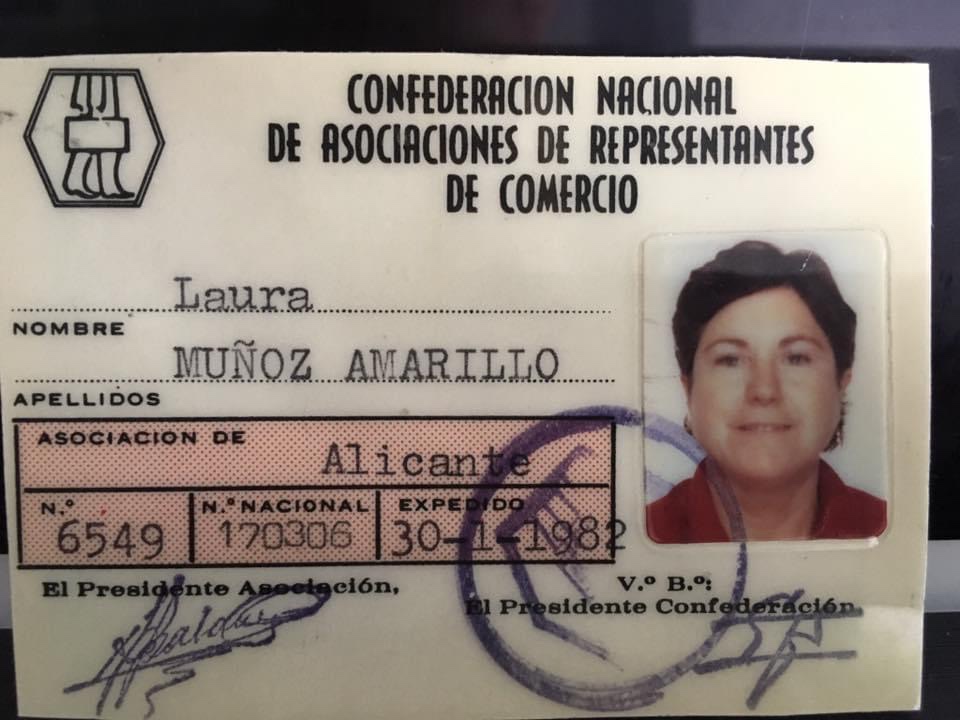 CONFEDERACION NACIONAL
DE ASOCIACIONES DE REPRESENTANTES
DE COMERCIO
Laura
NOMBRE
MUÑOZ AMARILLO
APELLIDOS
ASOCIACION DE
Alicante
N.º N.º NACIONAL EXPEDIDO
6549 170306 30-1-1982
El Presidente Asociación,
V.º B.º:
El Presidente Confederación